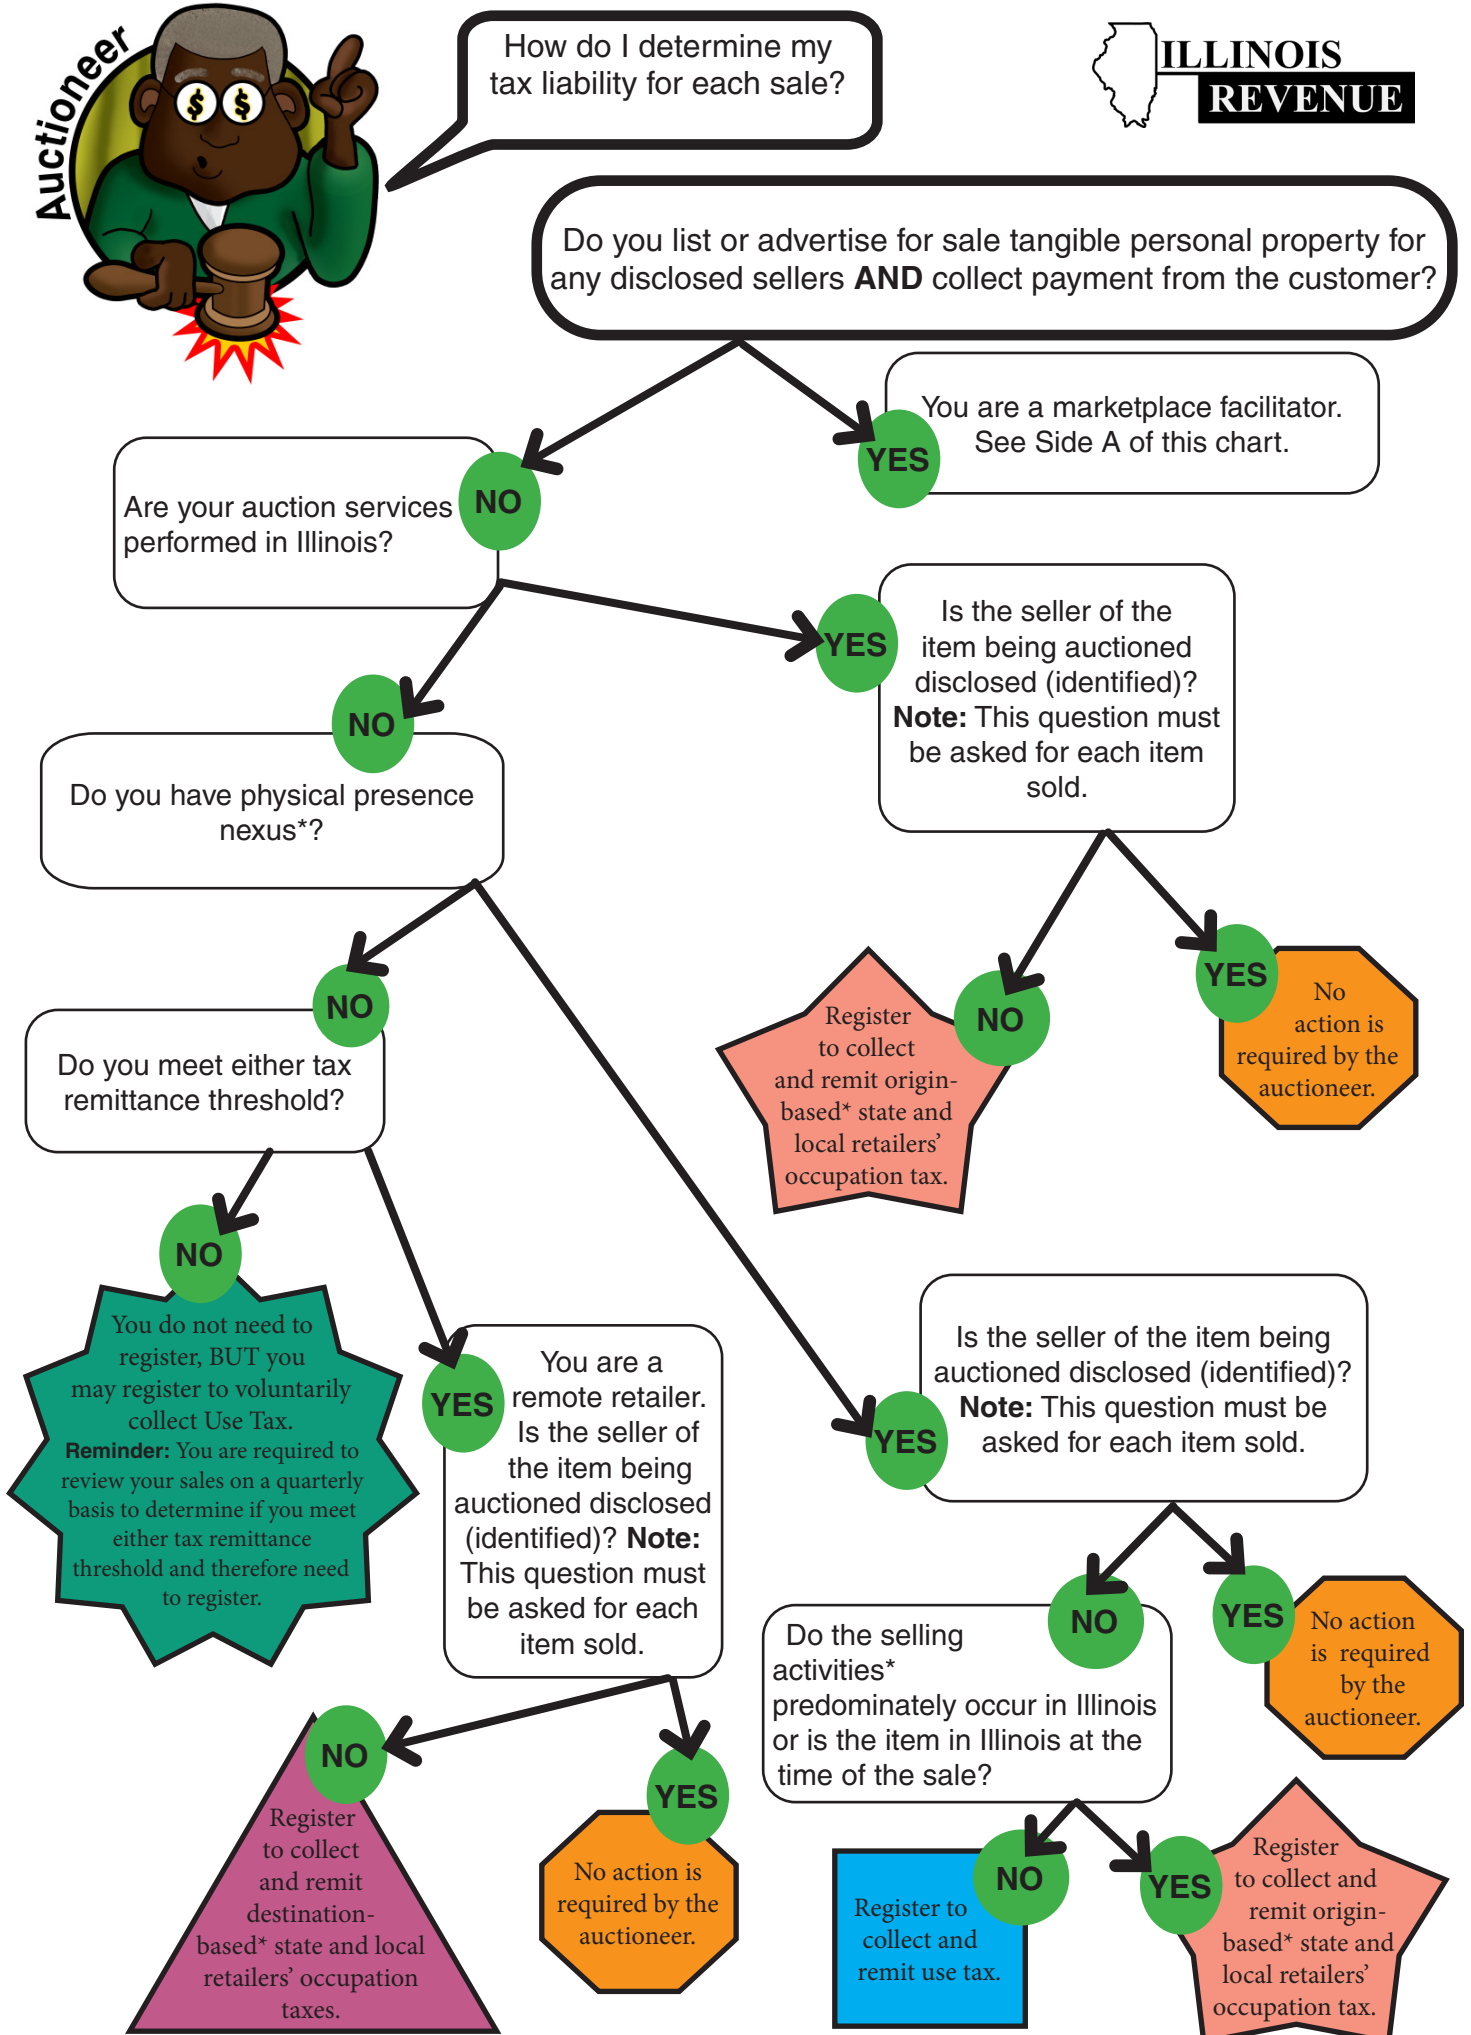 Auctioneer
How do I determine my
tax liability for each sale?
ILLINOIS
REVENUE
Do you list or advertise for sale tangible personal property for
any disclosed sellers AND collect payment from the customer?
YES
You are a marketplace facilitator.
See Side A of this chart.
NO
Are your auction services
performed in Illinois?
YES
Is the seller of the
item being auctioned
disclosed (identified)?
Note: This question must
be asked for each item
sold.
NO
Do you have physical presence
nexus*?
NO
Register
to collect
and remit origin-
based* state and
local retailers'
occupation tax.
YES
No
action is
required by the
auctioneer.
NO
Do you meet either tax
remittance threshold?
NO
You do not need to
register, BUT you
may register to voluntarily
collect Use Tax.
Reminder: You are required to
review your sales on a quarterly
basis to determine if you meet
either tax remittance
threshold and therefore need
to register.
YES
You are a
remote retailer.
Is the seller of
the item being
auctioned disclosed
(identified)? Note:
This question must
be asked for each
item sold.
YES
Is the seller of the item being
auctioned disclosed (identified)?
Note: This question must be
asked for each item sold.
NO
Do the selling
activities*
predominately occur in Illinois
or is the item in Illinois at the
time of the sale?
YES
No action
is required
by the
auctioneer.
NO
Register
to collect
and remit
destination-
based* state and local
retailers' occupation
taxes.
YES
No action is
required by the
auctioneer.
NO
Register to
collect and
remit use tax.
YES
Register
to collect and
remit origin-
based* state and
local retailers'
occupation tax.